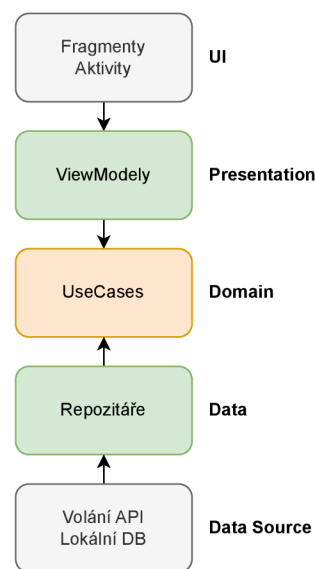 Fragmenty
Aktivity
UI
ViewModely
Presentation
UseCases
Domain
Repozitáře
Data
Volání API
Lokální DB
Data Source